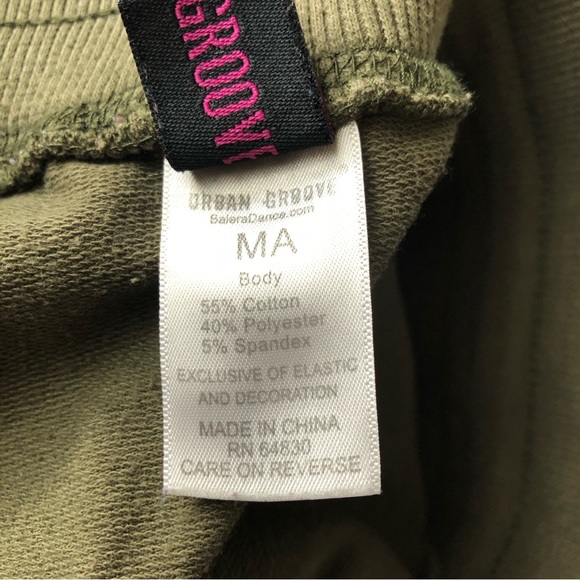 GROOVE
URBAN GROOVE
BaleraDance.com
MA
Body
55% Cotton
40% Polyester
5% Spandex
EXCLUSIVE OF ELASTIC
AND DECORATION
MADE IN CHINA
RN 64830
CARE ON REVERSE